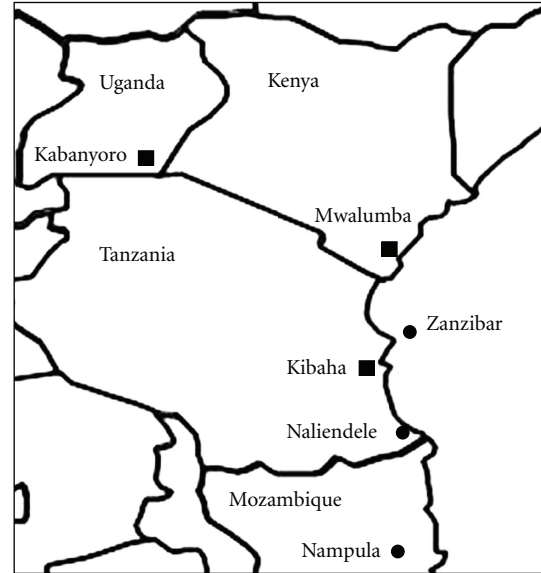 Uganda
Kenya
Kabanyoro
Mwalumba
Tanzania
Zanzibar
Kibaha
Naliendele
Mozambique
Nampula